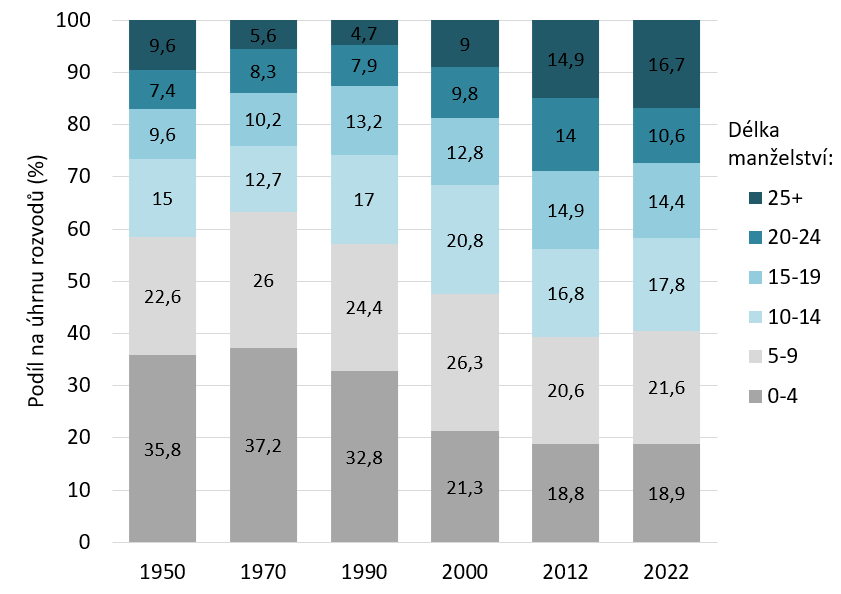 Podíl na úhrnu rozvodů (%)
100
90
80
70
60
50
40
30
20
10
0
9,6 5,6 4,7 9 14,9 16,7
7,4 8,3 7,9 9,8 14 10,6
9,6 10,2 13,2 12,8 14,9 14,4
15 12,7 17 20,8 16,8 17,8
22,6 26 24,4 26,3 20,6 21,6
35,8 37,2 32,8 21,3 18,8 18,9
1950 1970 1990 2000 2012 2022
Délka
manželství:
25+
20-24
15-19
10-14
5-9
0-4